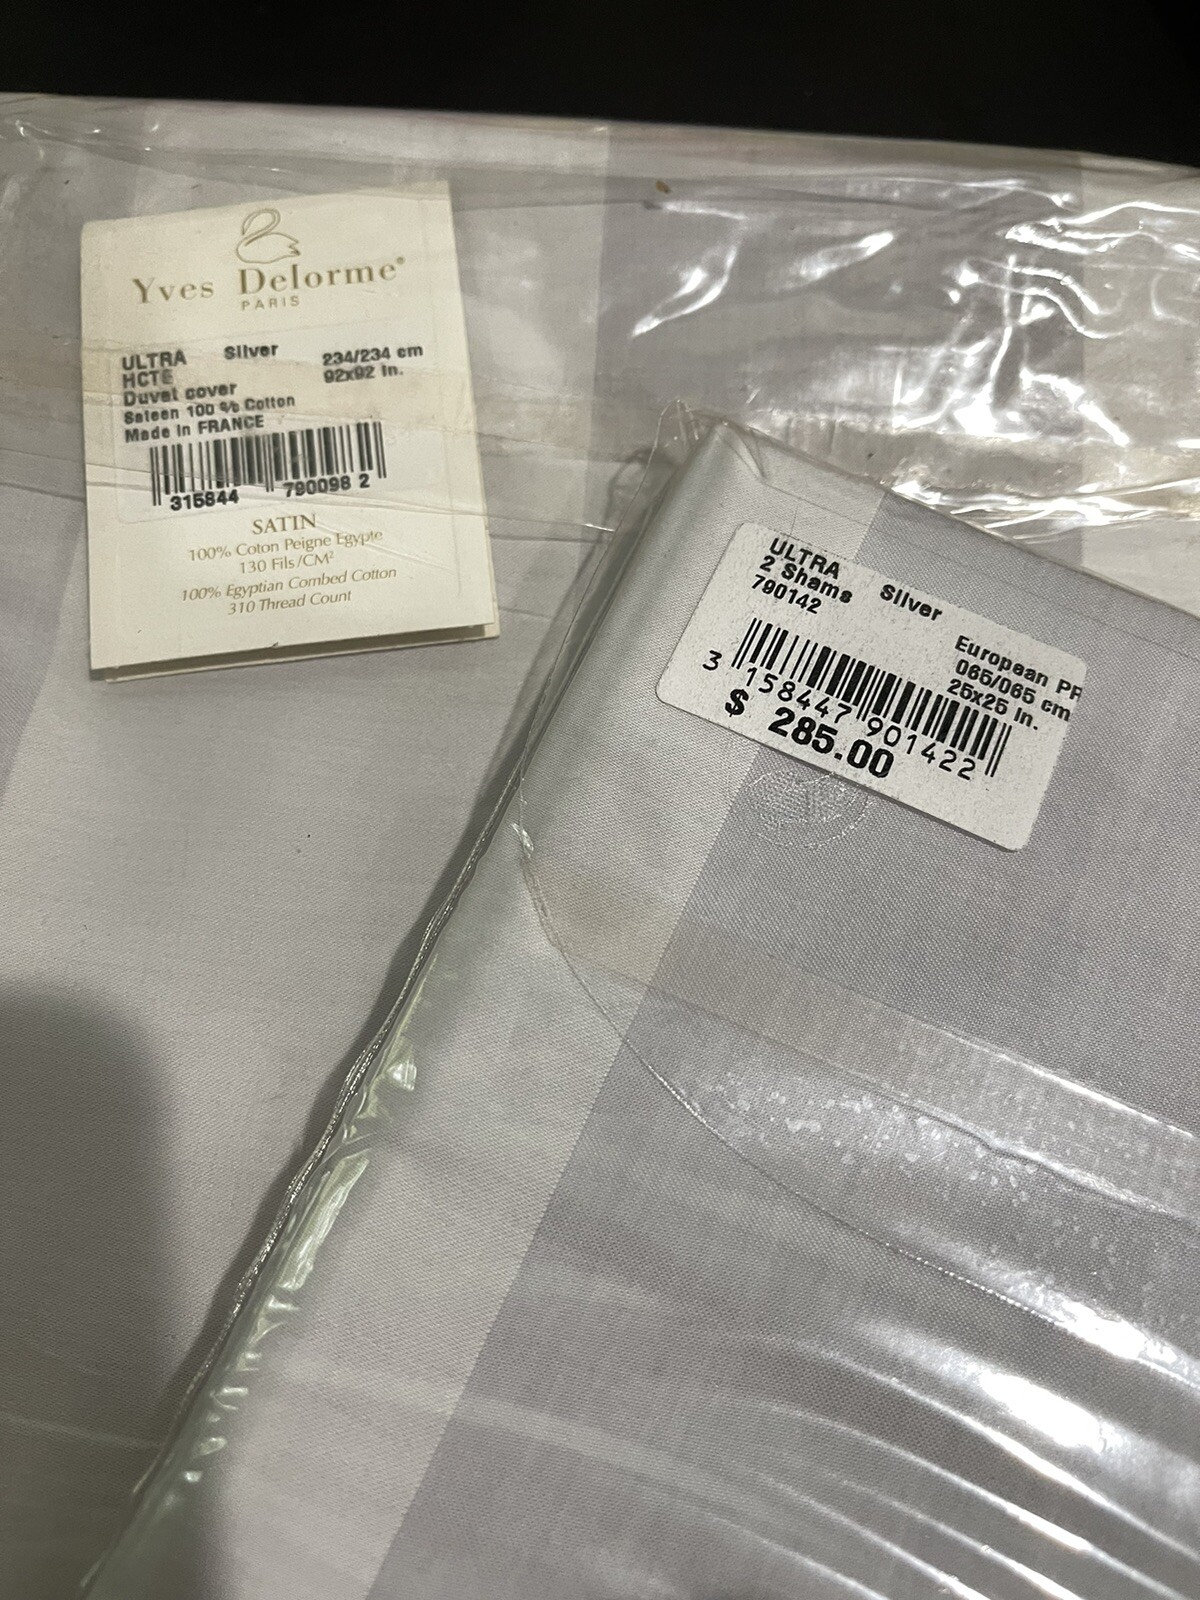 Yves Delorme®
PARIS
ULTRA Silver 234/234 cm
HCTE 92x92 in.
Duvet cover
Sateen 100 % Cotton
Made in FRANCE
315844 790098 2
SATIN
100% Coton Peigne Egypte
130 Fils/CM²
100% Egyptian Combed Cotton
310 Thread Count
ULTRA Silver
2 Shams
790142
European PR
065/065 cm
25x25 in.
3 158447 901422
$ 285.00